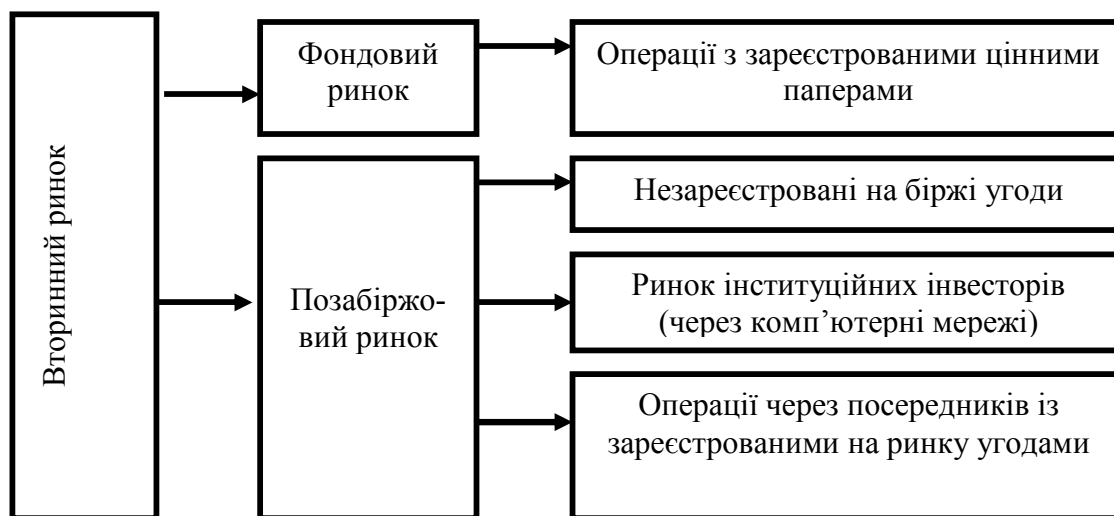 Вторинний ринок
Фондовий
ринок
Операції з зареєстрованими цінними
паперами
Позабіржо-
вий ринок
Незареєстровані на біржі угоди
Ринок інституційних інвесторів
(через комп’ютерні мережі)
Операції через посередників із
зареєстрованими на ринку угодами